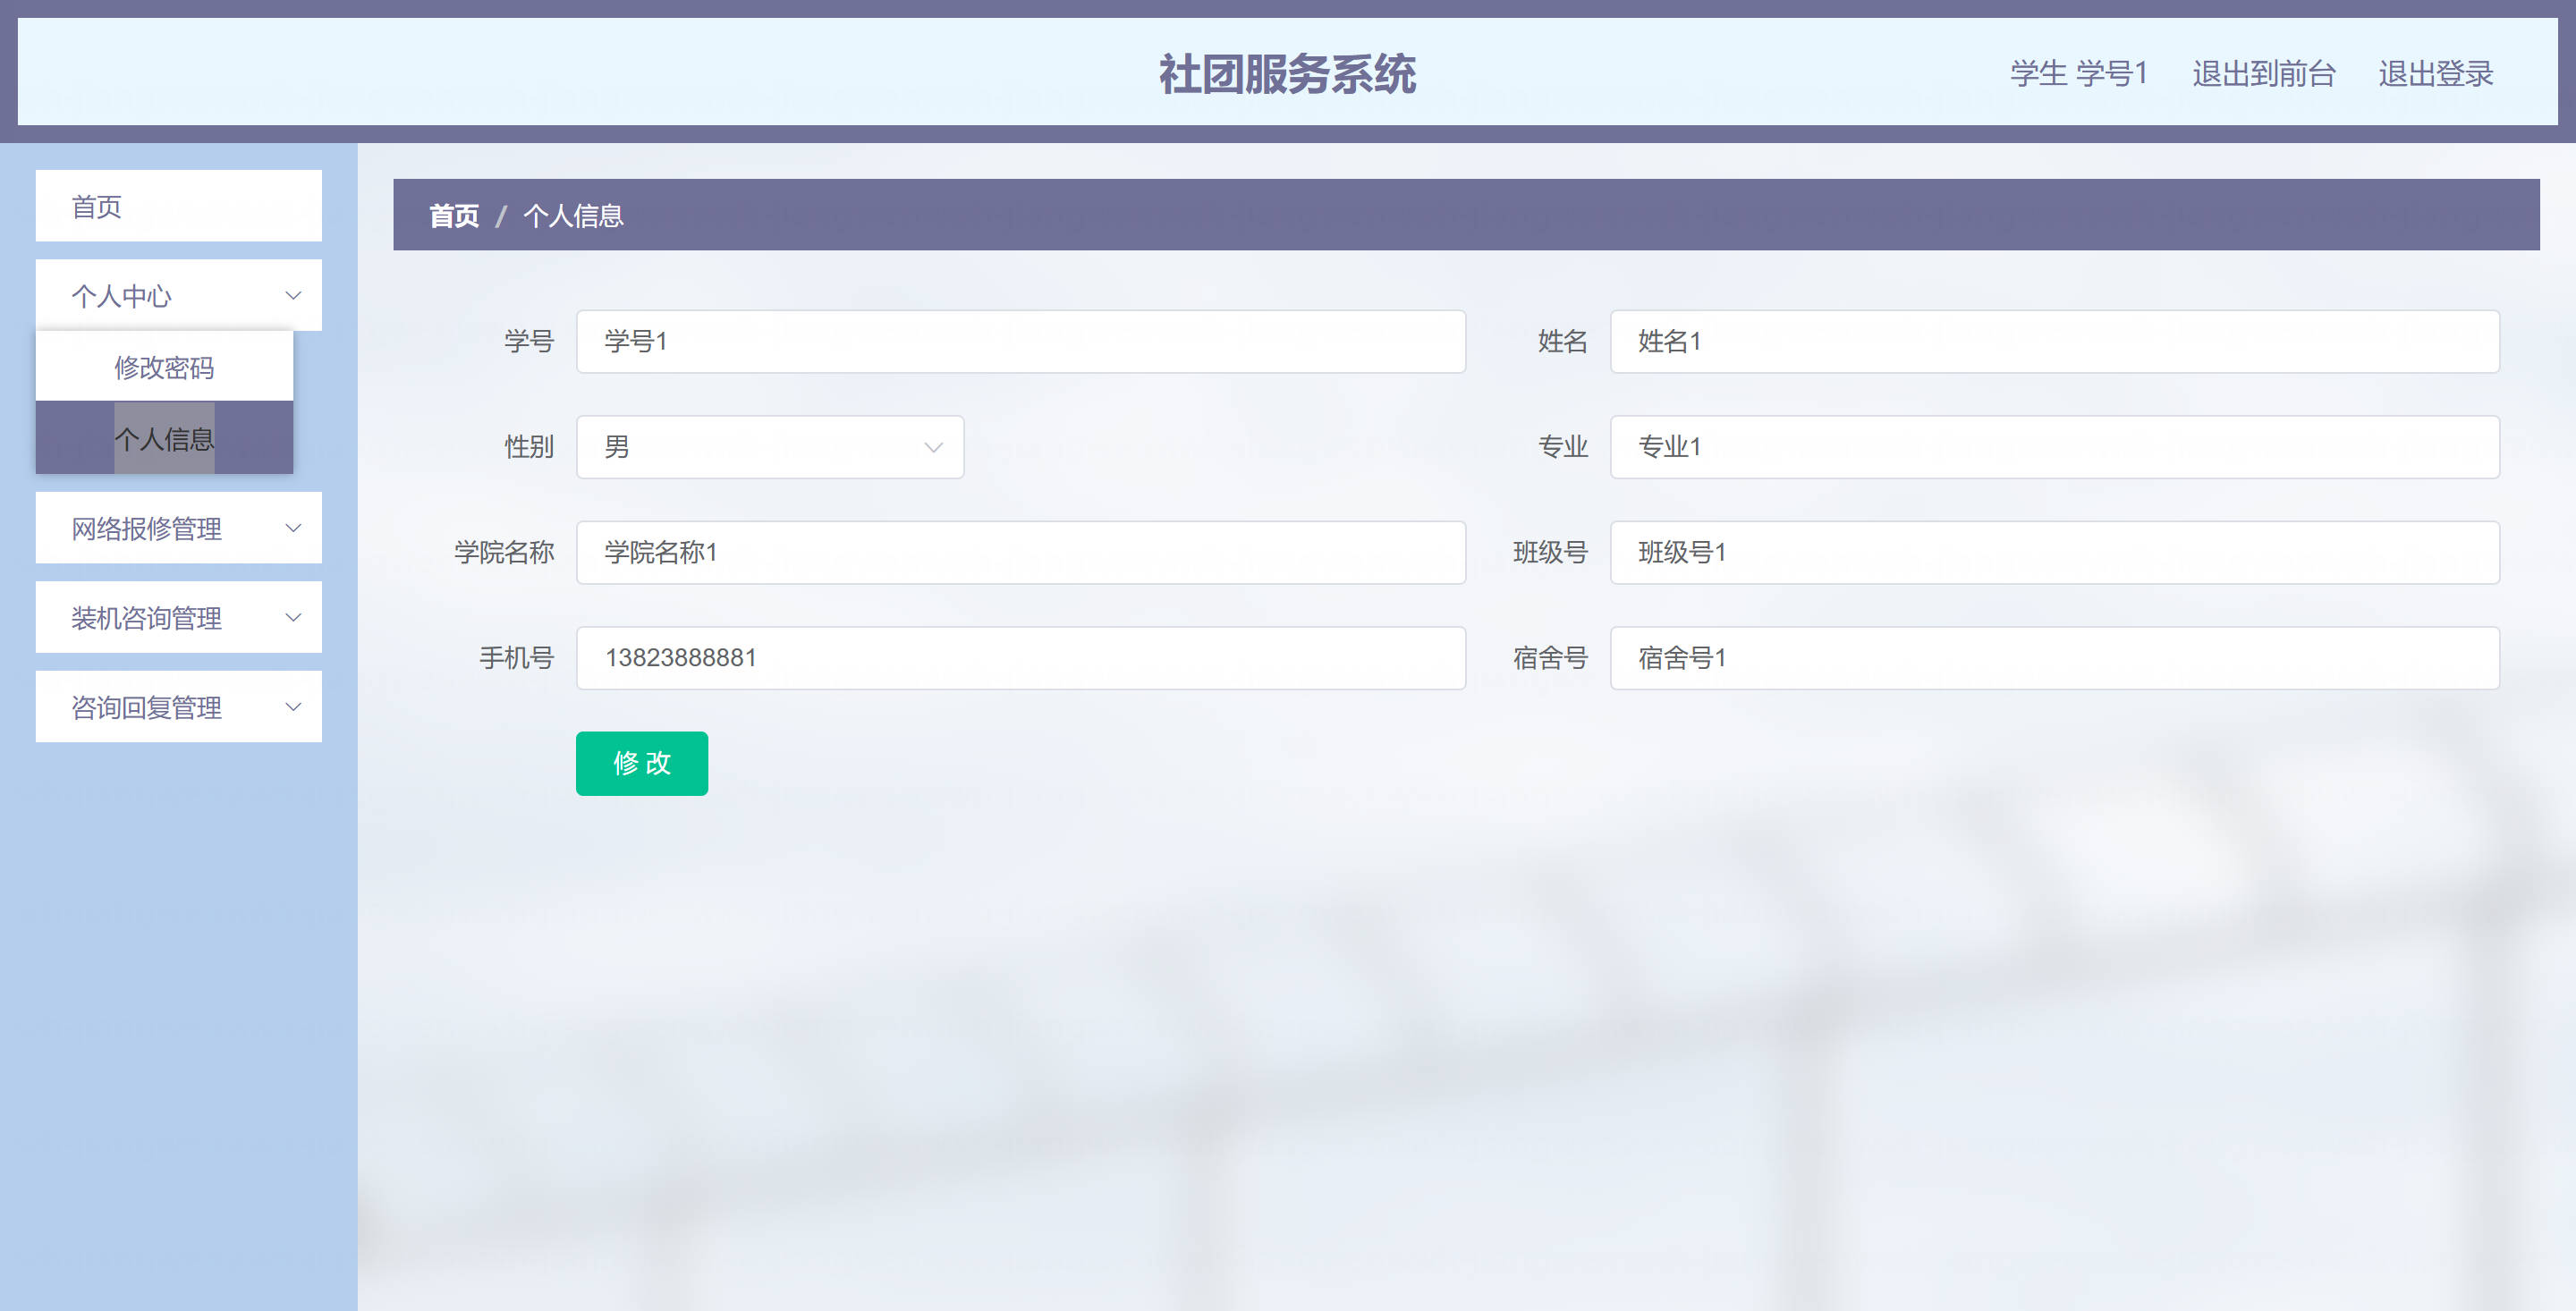 社团服务系统
学生 学号1 退出到前台 退出登录
首页
个人中心
修改密码
个人信息
网络报修管理
装机咨询管理
咨询回复管理
首页 / 个人信息
学号 学号1 姓名 姓名1
性别 男 专业 专业1
学院名称 学院名称1 班级号 班级号1
手机号 13823888881 宿舍号 宿舍号1
修 改